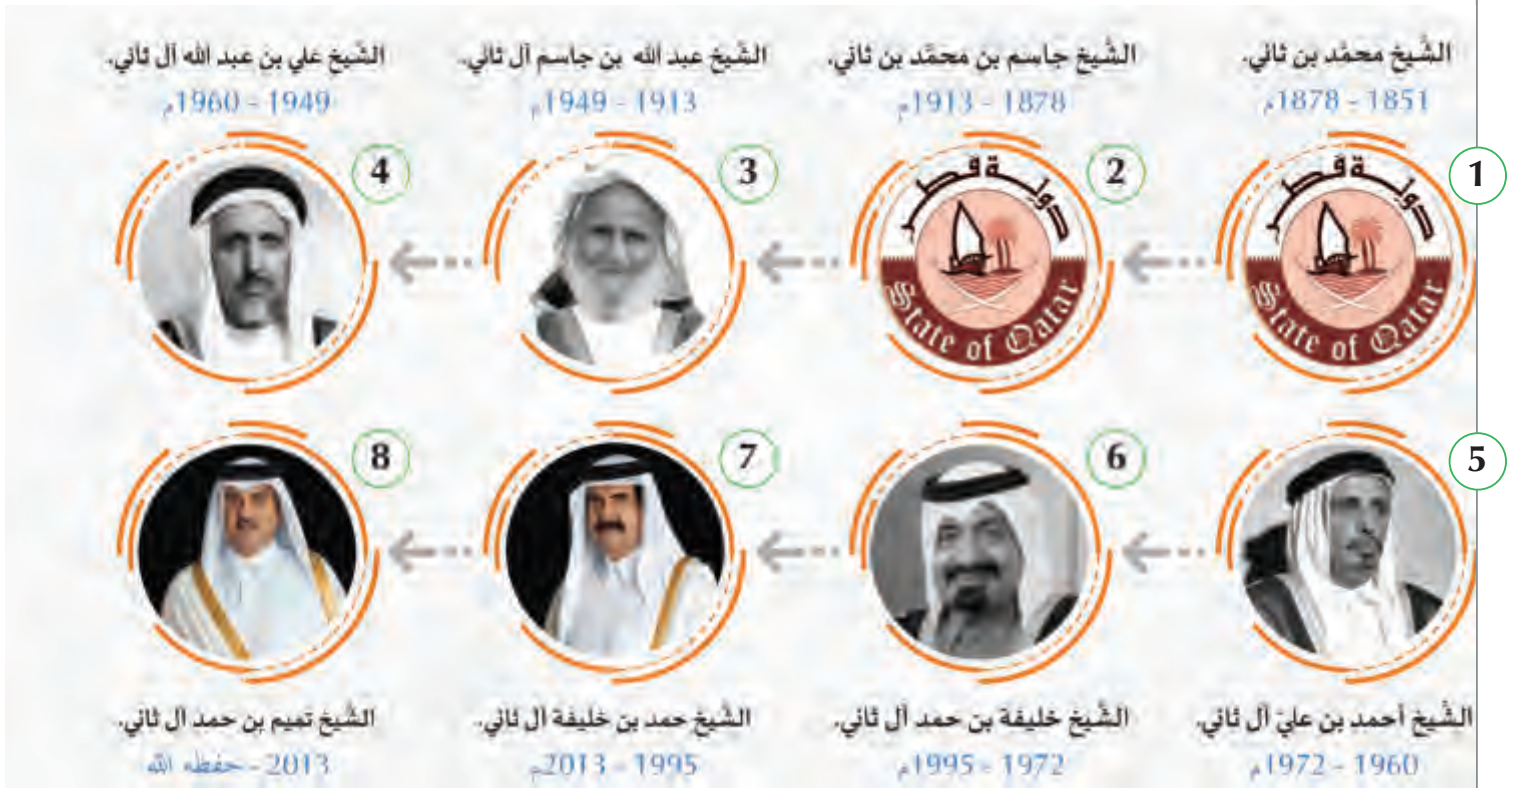 الشّيخ محمّد بن ثاني.
1851 - 1878م
1
دولة قطر
State of Qatar
الشّيخ جاسم بن محمّد بن ثاني.
1878 - 1913م
2
دولة قطر
State of Qatar
الشّيخ عبد الله بن جاسم آل ثاني.
1913 - 1949م
3
الشّيخ علي بن عبد الله آل ثاني.
1949 - 1960م
4
5
الشّيخ أحمد بن عليّ آل ثاني.
1960 - 1972م
6
الشّيخ خليفة بن حمد آل ثاني.
1972 - 1995م
7
الشّيخ حمد بن خليفة آل ثاني.
1995 - 2013م
8
الشّيخ تميم بن حمد آل ثاني.
2013 - حفظه الله